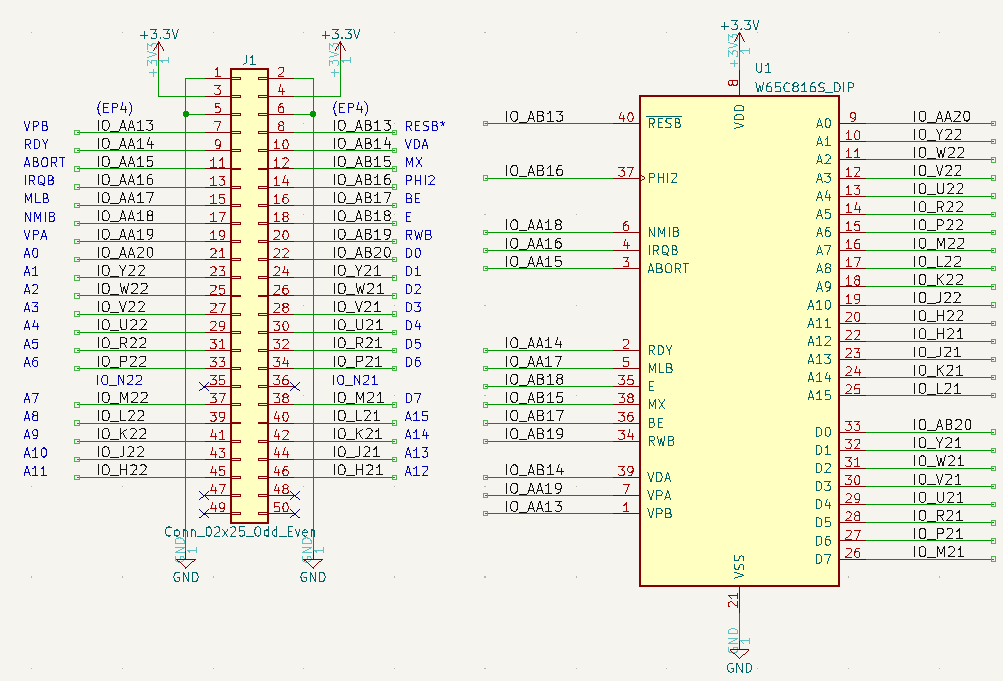 +3.3V +3.3V
+3V3 1 +3V3 1
J1
1 2
3 4
(EP4) 5 6 (EP4)
VPB IO_AA13 7 8 IO_AB13 RESB*
RDY IO_AA14 9 10 IO_AB14 VDA
ABORT IO_AA15 11 12 IO_AB15 MX
IRQB IO_AA16 13 14 IO_AB16 PHI2
MLB IO_AA17 15 16 IO_AB17 BE
NMIB IO_AA18 17 18 IO_AB18 E
VPA IO_AA19 19 20 IO_AB19 RWB
A0 IO_AA20 21 22 IO_AB20 D0
A1 IO_Y22 23 24 IO_Y21 D1
A2 IO_W22 25 26 IO_W21 D2
A3 IO_V22 27 28 IO_V21 D3
A4 IO_U22 29 30 IO_U21 D4
A5 IO_R22 31 32 IO_R21 D5
A6 IO_P22 33 34 IO_P21 D6
IO_N22 35 36 IO_N21
A7 IO_M22 37 38 IO_M21 D7
A8 IO_L22 39 40 IO_L21 A15
A9 IO_K22 41 42 IO_K21 A14
A10 IO_J22 43 44 IO_J21 A13
A11 IO_H22 45 46 IO_H21 A12
47 48
49 50
Conn_02x25_Odd_Even
GND 1 GND 1
GND GND
+3.3V
+3V3 1
U1
W65C816S_DIP
8
VDD
IO_AB13 40 RESB
IO_AB16 37 PHI2
IO_AA18 6 NMIB
IO_AA16 4 IRQB
IO_AA15 3 ABORT
IO_AA14 2 RDY
IO_AA17 5 MLB
IO_AB18 35 E
IO_AB15 38 MX
IO_AB17 36 BE
IO_AB19 34 RWB
IO_AB14 39 VDA
IO_AA19 7 VPA
IO_AA13 1 VPB
A0 9 IO_AA20
A1 10 IO_Y22
A2 11 IO_W22
A3 12 IO_V22
A4 13 IO_U22
A5 14 IO_R22
A6 15 IO_P22
A7 16 IO_M22
A8 17 IO_L22
A9 18 IO_K22
A10 19 IO_J22
A11 20 IO_H22
A12 22 IO_H21
A13 23 IO_J21
A14 24 IO_K21
A15 25 IO_L21
D0 33 IO_AB20
D1 32 IO_Y21
D2 31 IO_W21
D3 30 IO_V21
D4 29 IO_U21
D5 28 IO_R21
D6 27 IO_P21
D7 26 IO_M21
VSS
21
GND 1
GND